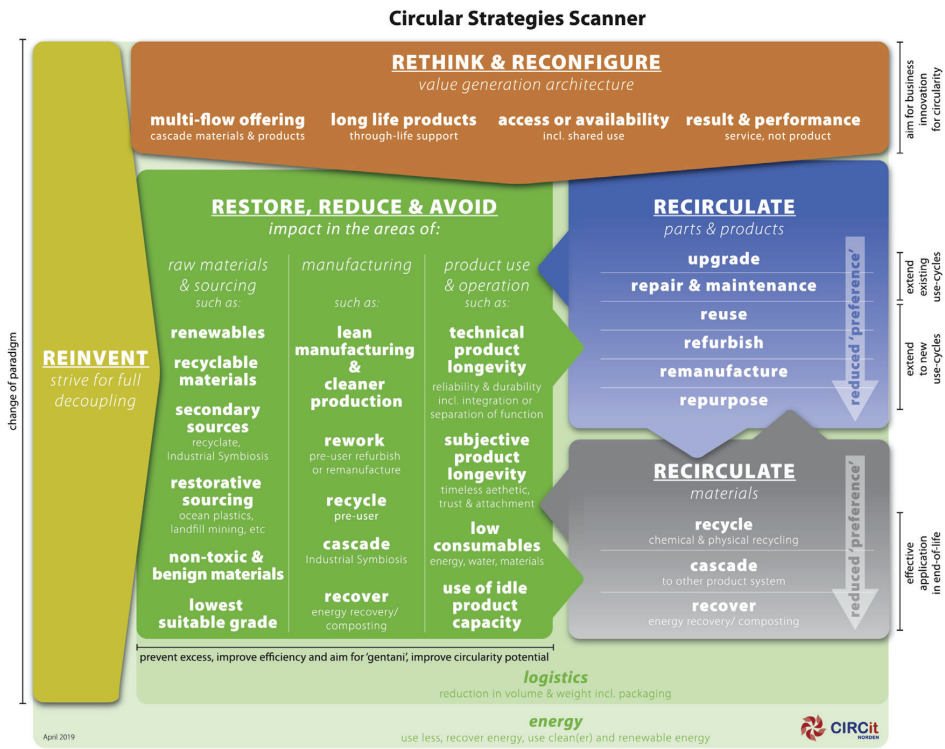 Circular Strategies Scanner
change of paradigm
REINVENT
strive for full
decoupling
RETHINK & RECONFIGURE
value generation architecture
multi-flow offering
cascade materials & products
long life products
through-life support
access or availability
incl. shared use
result & performance
service, not product
aim for business
innovation
for circularity
RESTORE, REDUCE & AVOID
impact in the areas of:
raw materials
& sourcing
such as:
renewables
recyclable
materials
secondary
sources
recyclate,
Industrial Symbiosis
restorative
sourcing
ocean plastics,
landfill mining, etc
non-toxic &
benign materials
lowest
suitable grade
manufacturing
such as:
lean
manufacturing
&
cleaner
production
rework
pre-user refurbish
or remanufacture
recycle
pre-user
cascade
Industrial Symbiosis
recover
energy recovery/
composting
product use
& operation
such as:
technical
product
longevity
reliability & durability
incl. integration or
separation of function
subjective
product
longevity
timeless aethetic,
trust & attachment
low
consumables
energy, water, materials
use of idle
product
capacity
RECIRCULATE
parts & products
upgrade
repair & maintenance
reuse
refurbish
remanufacture
repurpose
reduced 'preference'
extend
existing
use-cycles
extend
to new
use-cycles
RECIRCULATE
materials
recycle
chemical & physical recycling
cascade
to other product system
recover
energy recovery/ composting
reduced 'preference'
effective
application
in end-of-life
prevent excess, improve efficiency and aim for 'gentani', improve circularity potential
logistics
reduction in volume & weight incl. packaging
energy
use less, recover energy, use clean(er) and renewable energy
April 2019
CIRCit
NORDEN